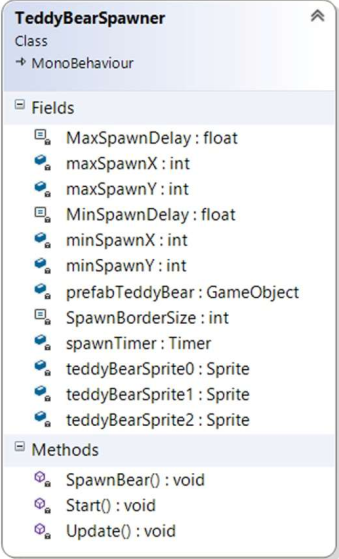 TeddyBearSpawner
Class
MonoBehaviour
Fields
MaxSpawnDelay : float
maxSpawnX : int
maxSpawnY : int
MinSpawnDelay : float
minSpawnX : int
minSpawnY : int
prefabTeddyBear : GameObject
SpawnBorderSize : int
spawnTimer : Timer
teddyBearSprite0 : Sprite
teddyBearSprite1 : Sprite
teddyBearSprite2 : Sprite
Methods
SpawnBear() : void
Start() : void
Update() : void